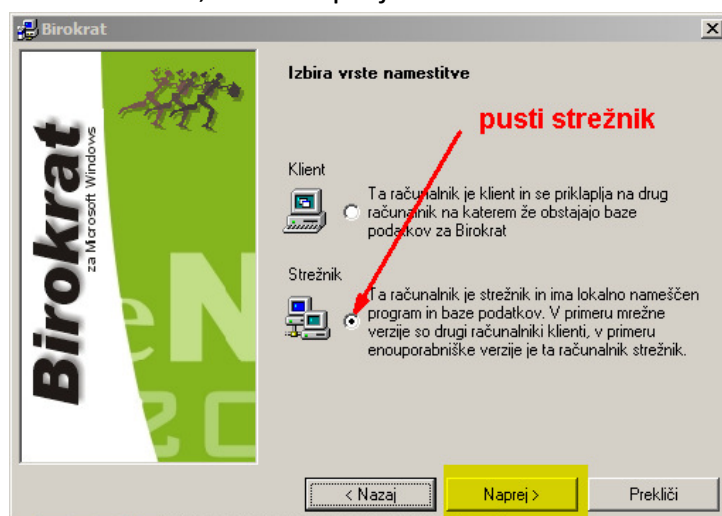 Birokrat
Izbira vrste namestitve
pusti strežnik
Klient
Ta računalnik je klient in se priklaplja na drug
računalnik na katerem že obstajajo baze
podatkov za Birokrat
Strežnik
Ta računalnik je strežnik in ima lokalno nameščen
program in baze podatkov. V primeru mrežne
verzije so drugi računalniki klienti, v primeru
enouporabniške verzije je ta računalnik strežnik.
Birokrat
za Microsoft Windows
eN
< Nazaj
Naprej >
Prekliči